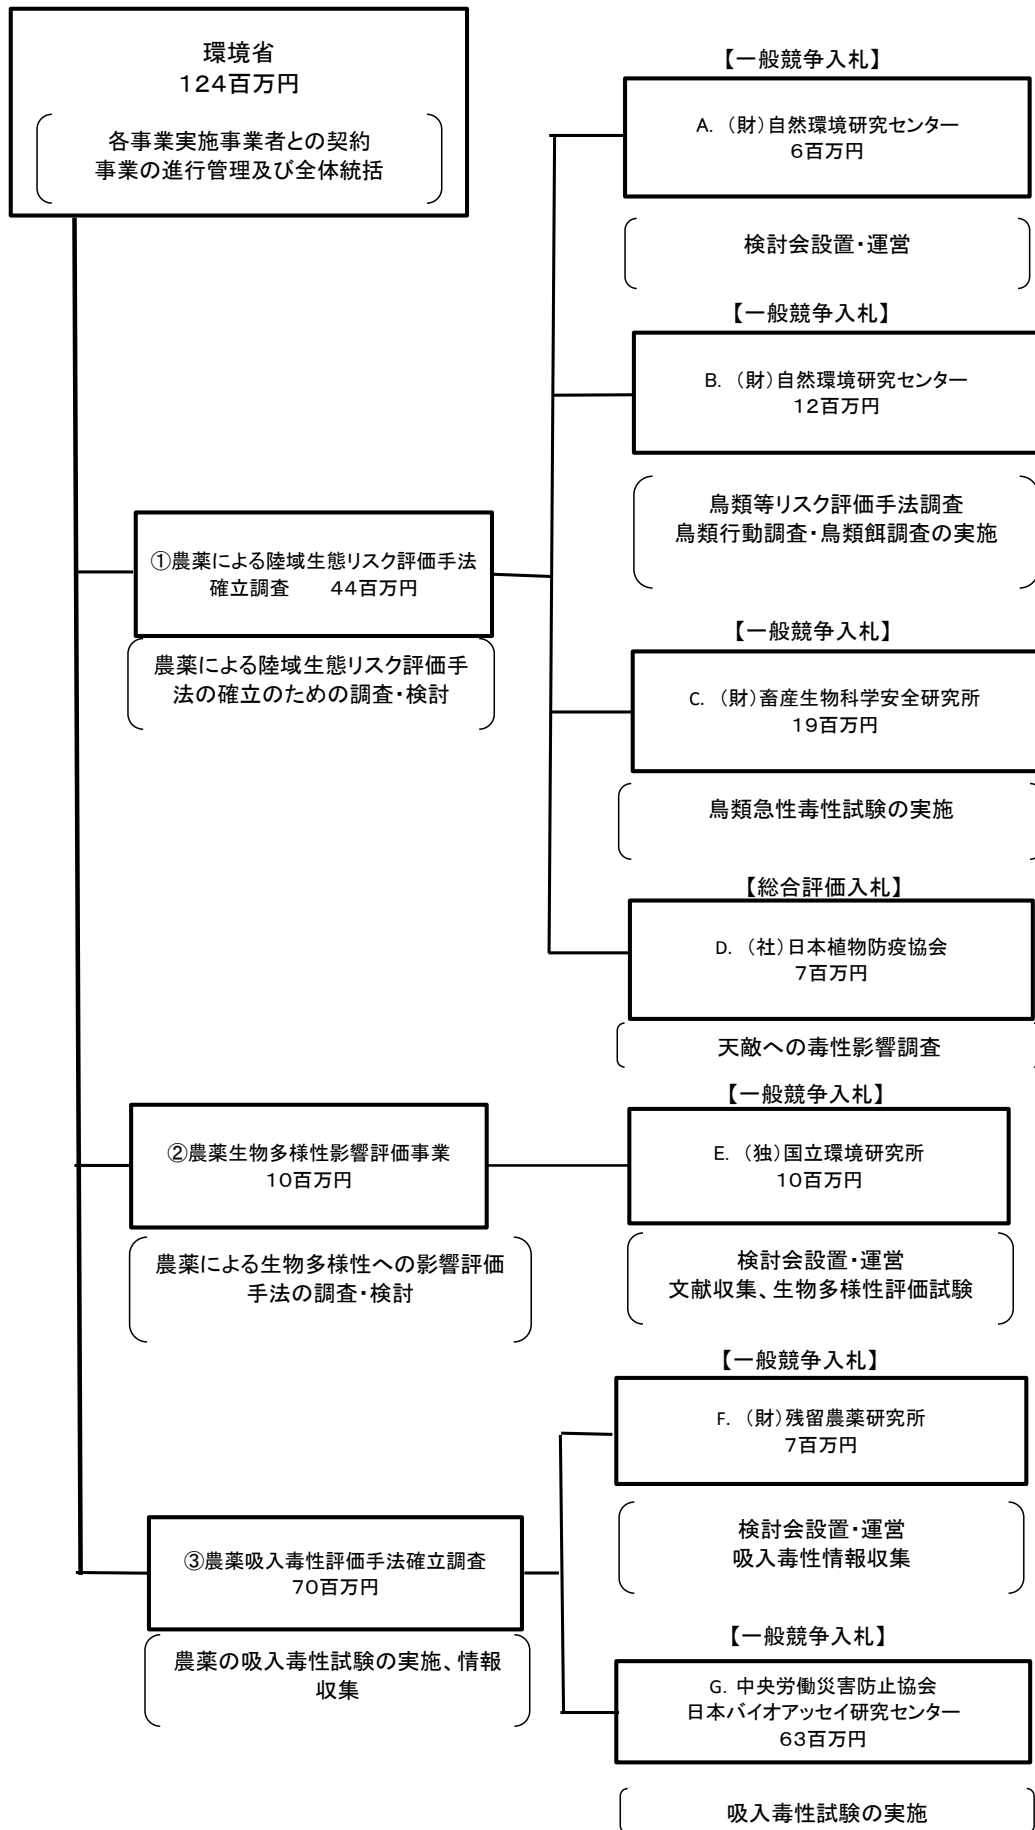 環境省
124百万円
各事業実施事業者との契約
事業の進行管理及び全体統括
【一般競争入札】
A. （財）自然環境研究センター
6百万円
検討会設置・運営
【一般競争入札】
B. （財）自然環境研究センター
12百万円
鳥類等リスク評価手法調査
鳥類行動調査・鳥類餌調査の実施
①農薬による陸域生態リスク評価手法
確立調査　　44百万円
農薬による陸域生態リスク評価手
法の確立のための調査・検討
【一般競争入札】
C. （財）畜産生物科学安全研究所
19百万円
鳥類急性毒性試験の実施
【総合評価入札】
D. （社）日本植物防疫協会
7百万円
天敵への毒性影響調査
②農薬生物多様性影響評価事業
10百万円
農薬による生物多様性への影響評価
手法の調査・検討
【一般競争入札】
E. （独）国立環境研究所
10百万円
検討会設置・運営
文献収集、生物多様性評価試験
③農薬吸入毒性評価手法確立調査
70百万円
農薬の吸入毒性試験の実施、情報
収集
【一般競争入札】
F. （財）残留農薬研究所
7百万円
検討会設置・運営
吸入毒性情報収集
【一般競争入札】
G. 中央労働災害防止協会
日本バイオアッセイ研究センター
63百万円
吸入毒性試験の実施